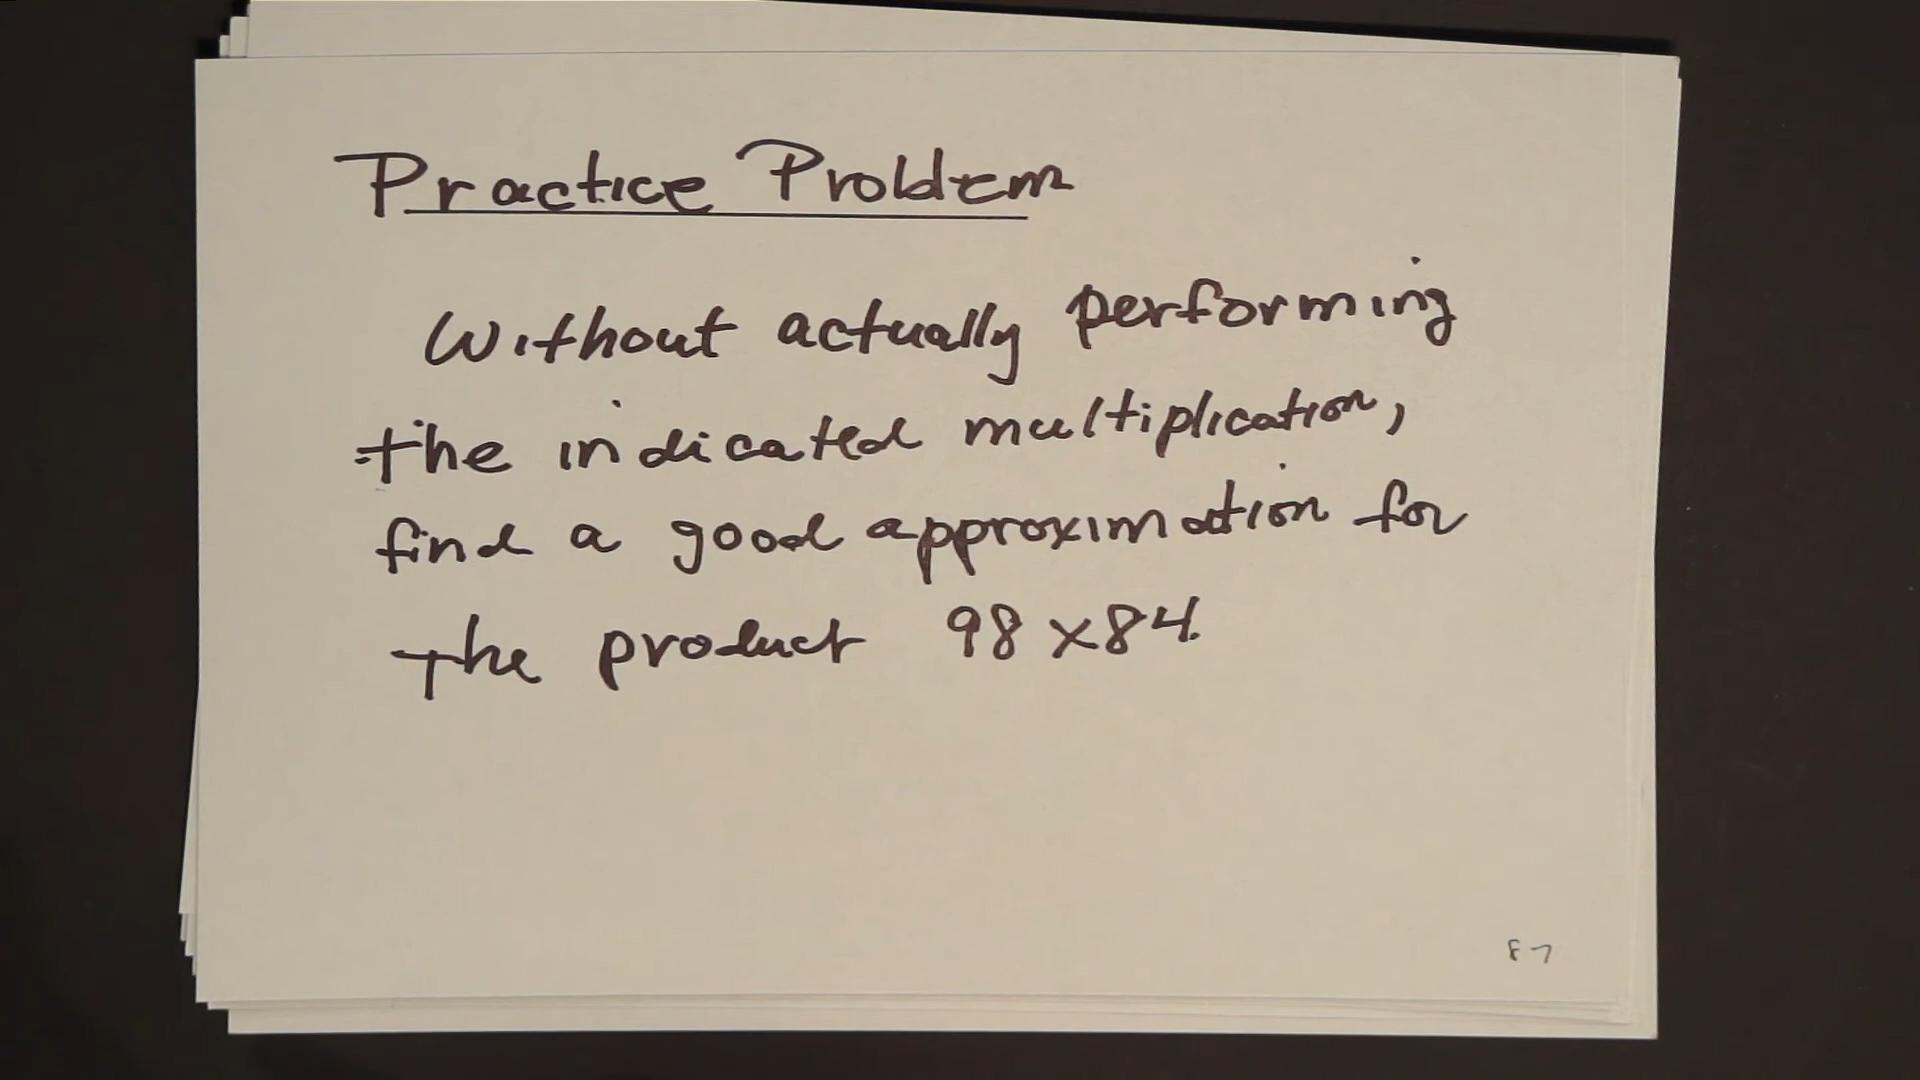 Practice Problem
Without actually performing
the indicated multiplication,
find a good approximation for
the product 98 x 84.